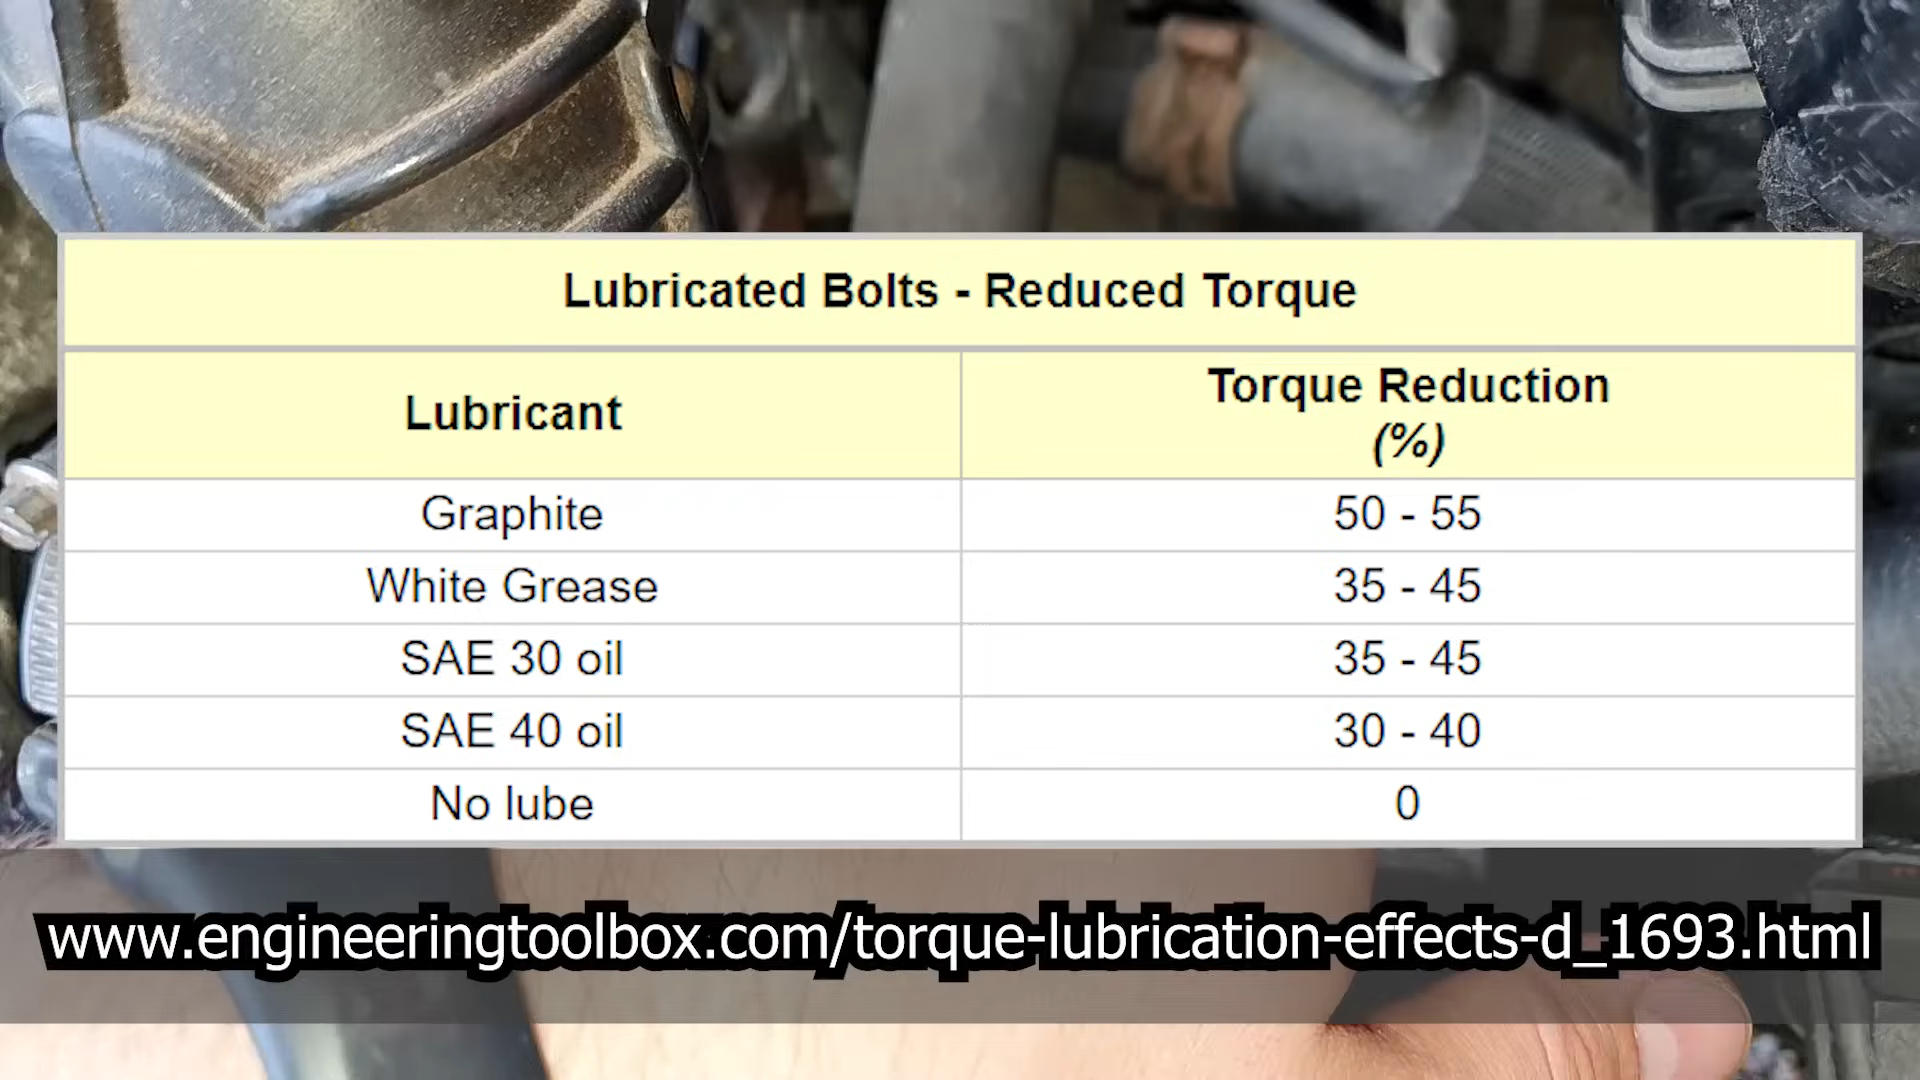 Lubricated Bolts - Reduced Torque
Lubricant
Torque Reduction
(%)
Graphite
50 - 55
White Grease
35 - 45
SAE 30 oil
35 - 45
SAE 40 oil
30 - 40
No lube
0
www.engineeringtoolbox.com/torque-lubrication-effects-d_1693.html